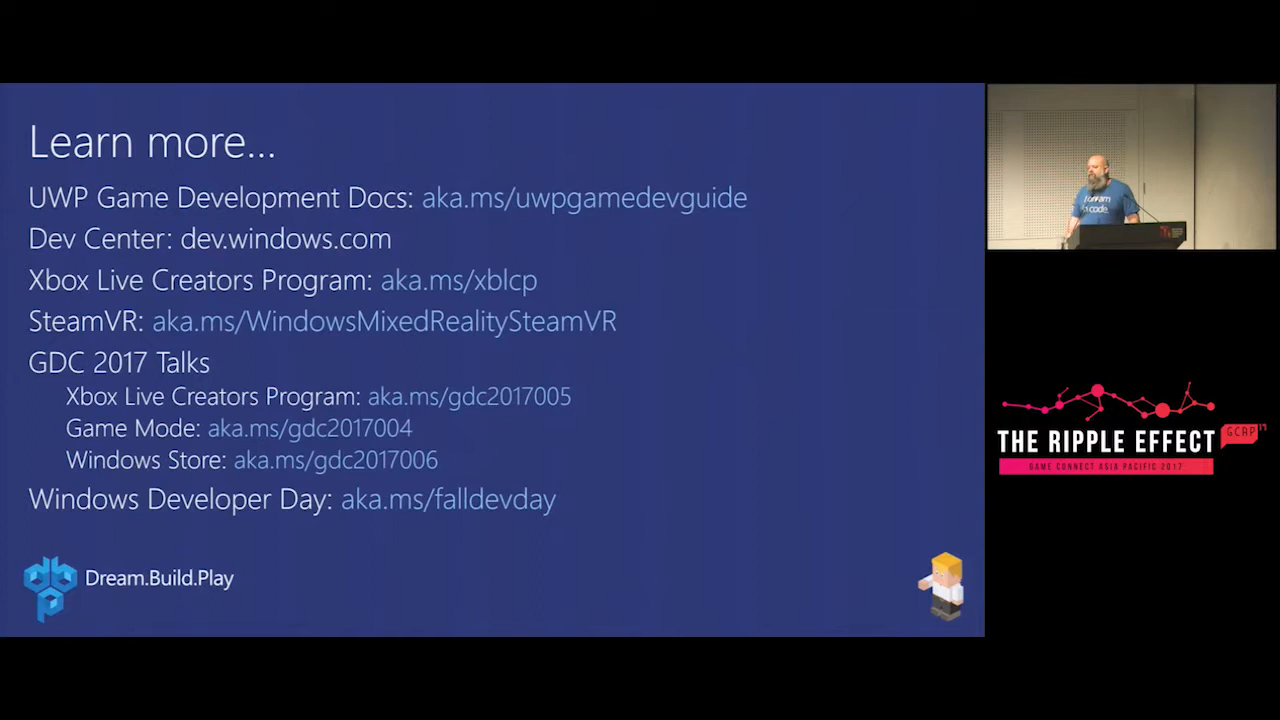 Learn more...
UWP Game Development Docs: aka.ms/uwpgamedevguide
Dev Center: dev.windows.com
Xbox Live Creators Program: aka.ms/xblcp
SteamVR: aka.ms/WindowsMixedRealitySteamVR
GDC 2017 Talks
Xbox Live Creators Program: aka.ms/gdc2017005
Game Mode: aka.ms/gdc2017004
Windows Store: aka.ms/gdc2017006
Windows Developer Day: aka.ms/falldevday
dbp
Dream.Build.Play
code
THE RIPPLE EFFECT
GCAP17
GAME CONNECT ASIA PACIFIC 2017